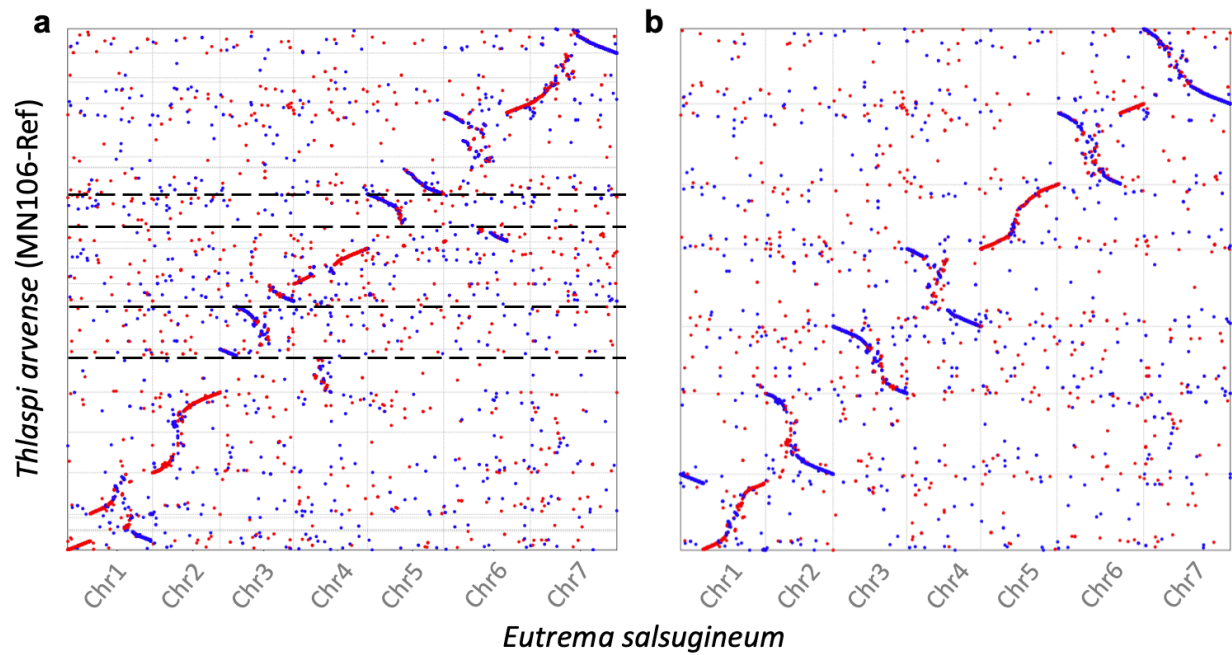 a
b
Thlaspi arvense (MN106-Ref)
Chr1
Chr2
Chr3
Chr4
Chr5
Chr6
Chr7
Chr1
Chr2
Chr3
Chr4
Chr5
Chr6
Chr7
Eutrema salsugineum